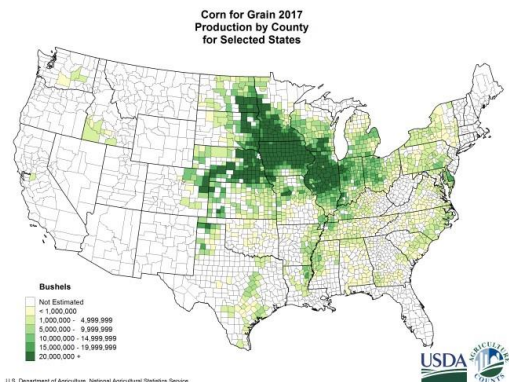 Corn for Grain 2017
Production by County
for Selected States
Bushels
Not Estimated
< 1,000,000
1,000,000 - 4,999,999
5,000,000 - 9,999,999
10,000,000 - 14,999,999
15,000,000 - 19,999,999
20,000,000 +
USDA
AGRICULTURE
COUNTS
U.S. Department of Agriculture, National Agricultural Statistics Service